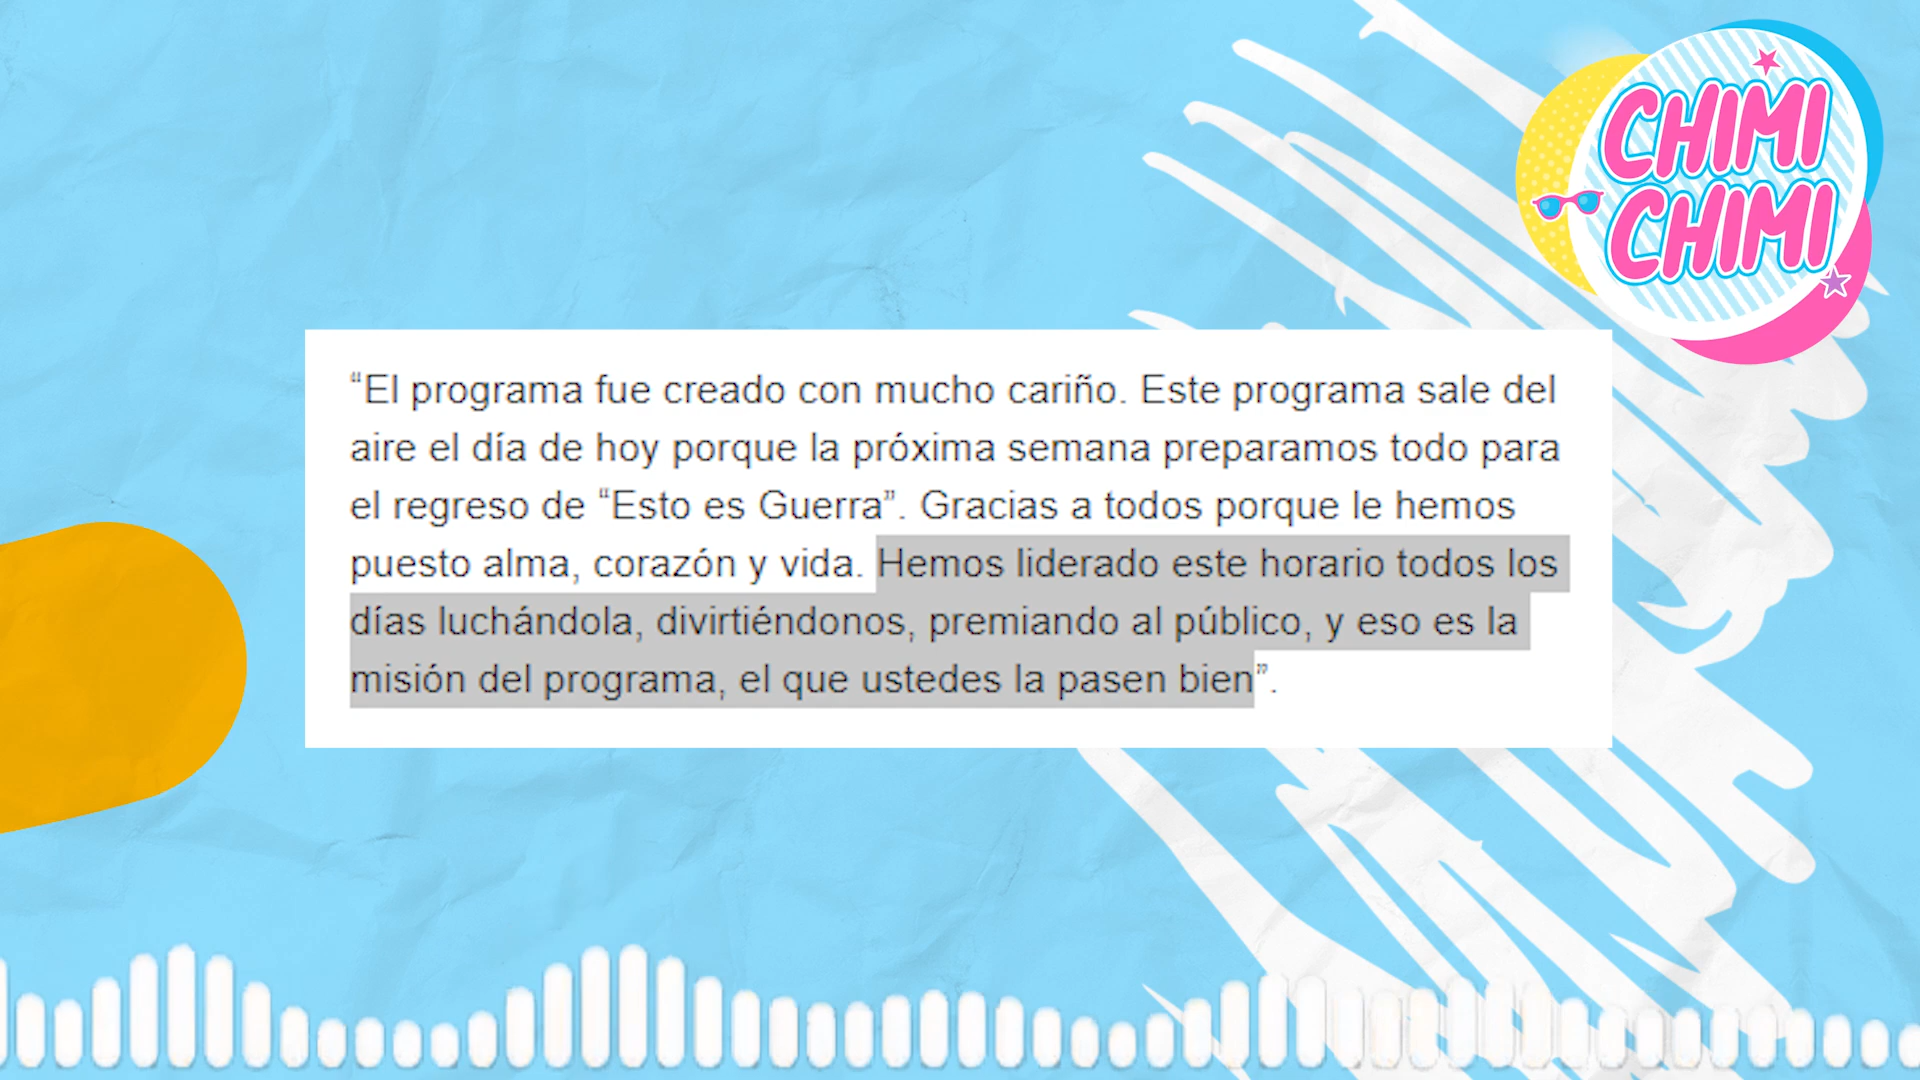 CHIMI
CHIMI
“El programa fue creado con mucho cariño. Este programa sale del
aire el día de hoy porque la próxima semana preparamos todo para
el regreso de “Esto es Guerra”. Gracias a todos porque le hemos
puesto alma, corazón y vida. Hemos liderado este horario todos los
días luchándola, divirtiéndonos, premiando al público, y eso es la
misión del programa, el que ustedes la pasen bien”.